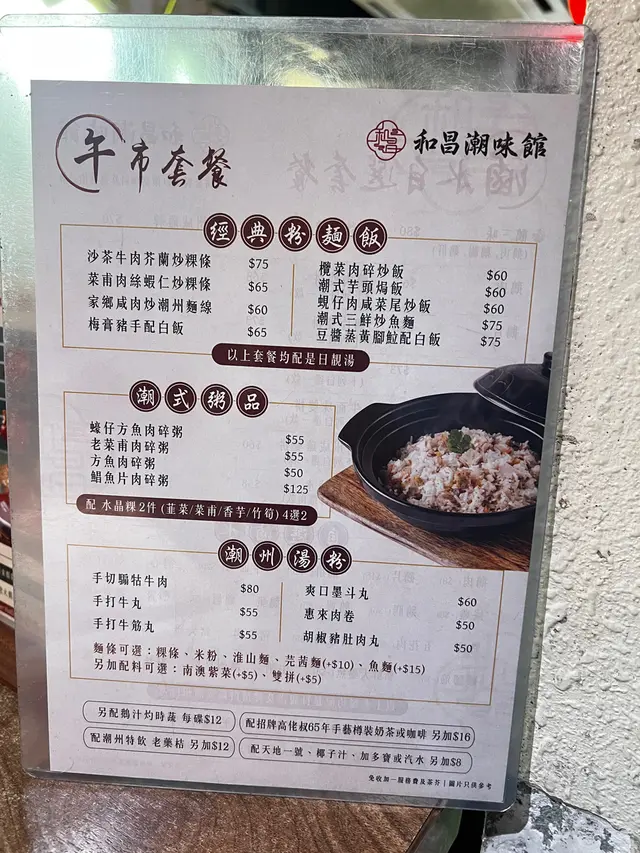 午市套餐
和昌潮味館
經典粉麵飯
沙茶牛肉芥蘭炒粿條 $75
菜甫肉絲蝦仁炒粿條 $65
家鄉咸肉炒潮州麵線 $60
梅膏豬手配白飯 $65
欖菜肉碎炒飯 $60
潮式芋頭焗飯 $60
蜆仔肉咸菜尾炒飯 $60
潮式三鮮炒魚麵 $75
豆醬蒸黃腳鱲配白飯 $75
以上套餐均配是日靚湯
潮式粥品
蠔仔方魚肉碎粥 $55
老菜甫肉碎粥 $55
方魚肉碎粥 $50
鯧魚片肉碎粥 $125
配 水晶粿2件 (韮菜/菜甫/香芋/竹筍) 4選2
潮州湯粉
手切騸牯牛肉 $80
手打牛丸 $55
手打牛筋丸 $55
爽口墨斗丸 $60
惠來肉卷 $50
胡椒豬肚肉丸 $50
麵條可選：粿條、米粉、淮山麵、芫茜麵(+$10)、魚麵(+$15)
另加配料可選：南澳紫菜(+$5)、雙拼(+$5)
另配鵝汁灼時蔬 每碟$12
配招牌高佬叔65年手藝樽裝奶茶或咖啡 另加$16
配潮州特飲 老藥桔 另加$12
配天地一號、椰子汁、加多寶或汽水 另加$8
免收加一服務費及茶芥 | 圖片只供參考